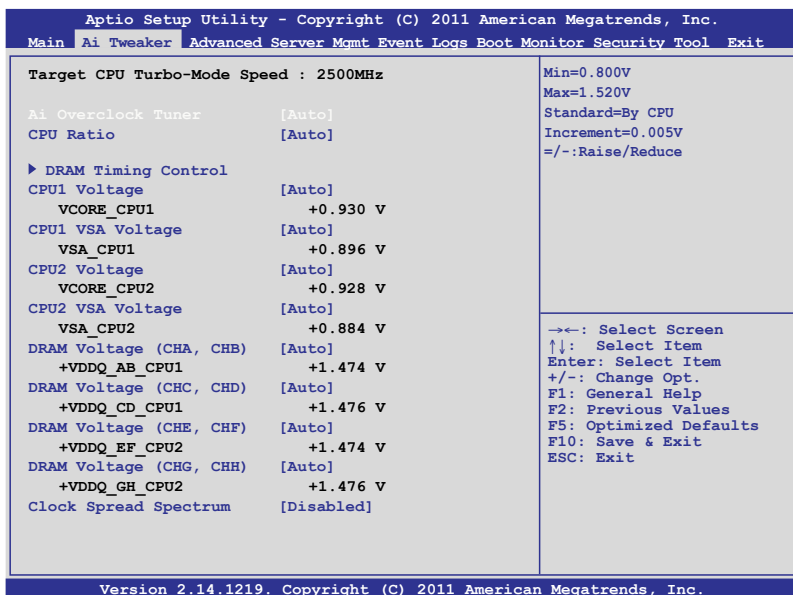 Aptio Setup Utility - Copyright (C) 2011 American Megatrends, Inc.
Main Ai Tweaker Advanced Server Mgmt Event Logs Boot Monitor Security Tool Exit
Target CPU Turbo-Mode Speed : 2500MHz
Ai Overclock Tuner [Auto]
CPU Ratio [Auto]
DRAM Timing Control
CPU1 Voltage [Auto]
VCORE_CPU1 +0.930 V
CPU1 VSA Voltage [Auto]
VSA_CPU1 +0.896 V
CPU2 Voltage [Auto]
VCORE_CPU2 +0.928 V
CPU2 VSA Voltage [Auto]
VSA_CPU2 +0.884 V
DRAM Voltage (CHA, CHB) [Auto]
+VDDQ_AB_CPU1 +1.474 V
DRAM Voltage (CHC, CHD) [Auto]
+VDDQ_CD_CPU1 +1.476 V
DRAM Voltage (CHE, CHF) [Auto]
+VDDQ_EF_CPU2 +1.474 V
DRAM Voltage (CHG, CHH) [Auto]
+VDDQ_GH_CPU2 +1.476 V
Clock Spread Spectrum [Disabled]
Min=0.800V
Max=1.520V
Standard=By CPU
Increment=0.005V
=/-:Raise/Reduce
→←: Select Screen
↑↓: Select Item
Enter: Select Item
+/-: Change Opt.
F1: General Help
F2: Previous Values
F5: Optimized Defaults
F10: Save & Exit
ESC: Exit
Version 2.14.1219. Copyright (C) 2011 American Megatrends, Inc.